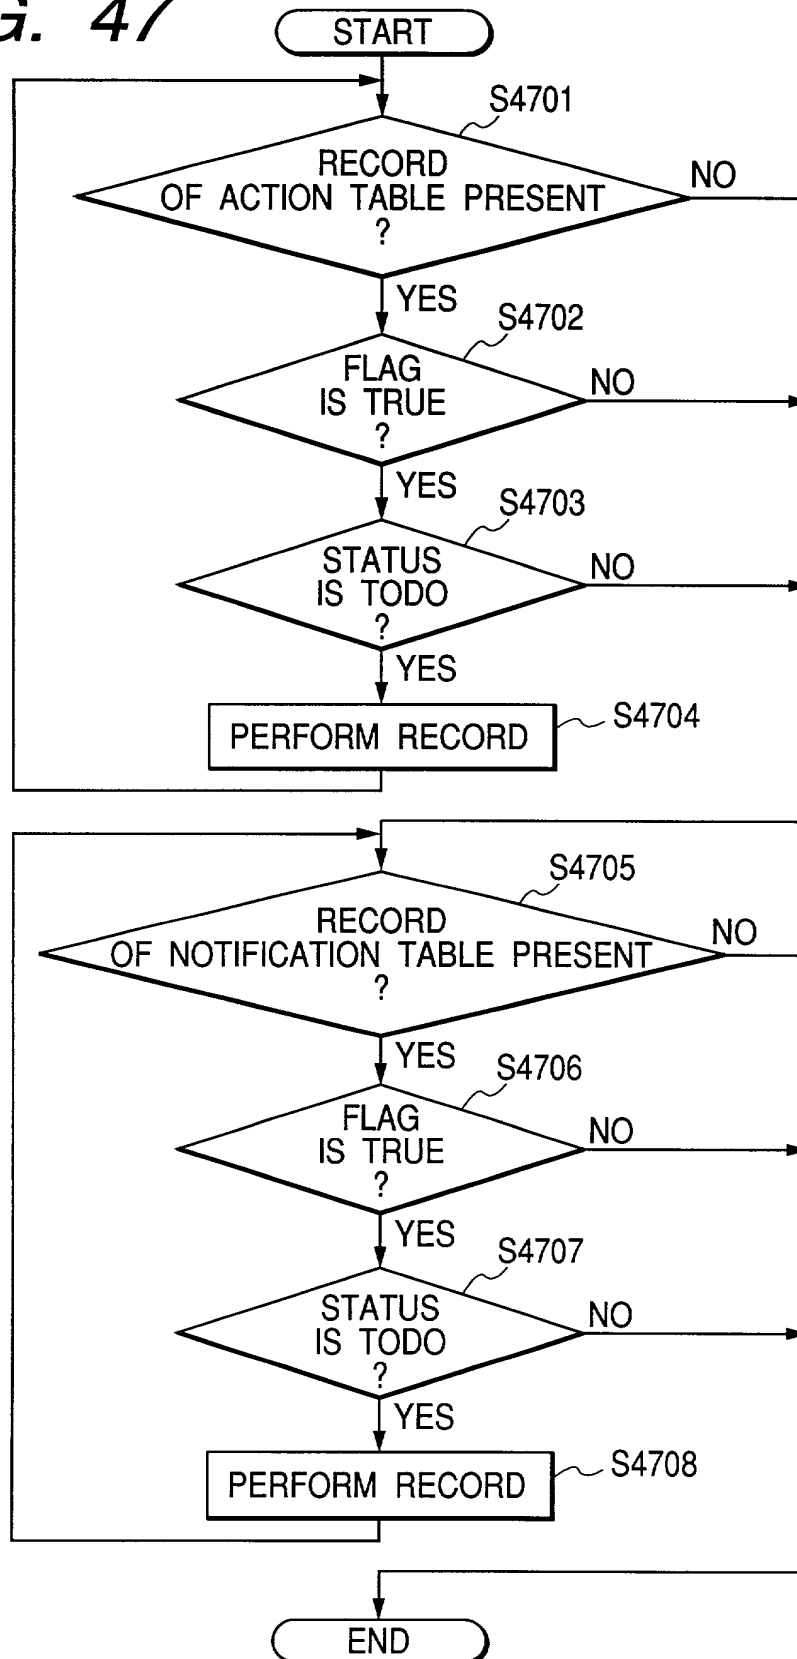 G. 47
START
S4701
RECORD
OF ACTION TABLE PRESENT
?
NO
YES
S4702
FLAG
IS TRUE
?
NO
YES
S4703
STATUS
IS TODO
?
NO
YES
PERFORM RECORD
S4704
S4705
RECORD
OF NOTIFICATION TABLE PRESENT
?
NO
YES
S4706
FLAG
IS TRUE
?
NO
YES
S4707
STATUS
IS TODO
?
NO
YES
PERFORM RECORD
S4708
END